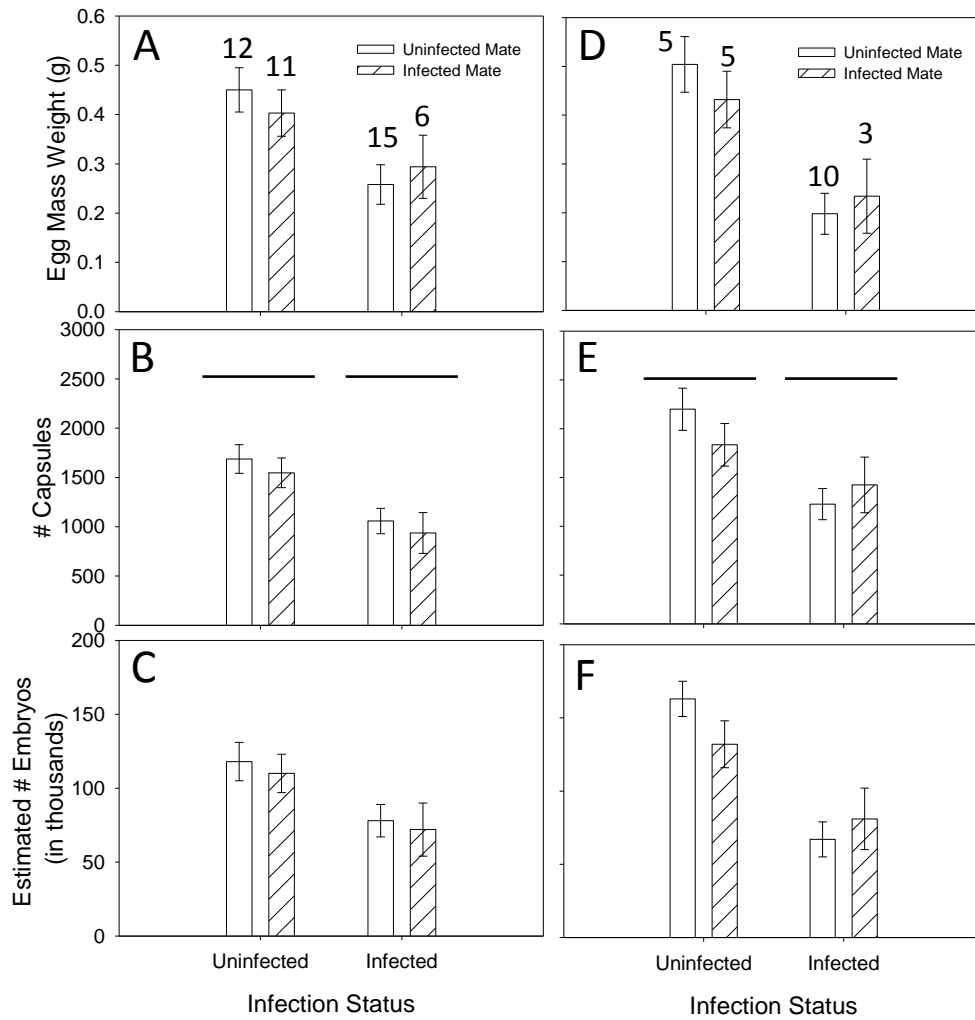 A
12
11
15
6
Uninfected Mate
Infected Mate
0.6
0.5
0.4
0.3
0.2
0.1
0.0
Egg Mass Weight (g)
D
5
5
10
3
Uninfected Mate
Infected Mate
B
3000
2500
2000
1500
1000
500
0
# Capsules
E
C
200
150
100
50
0
Estimated # Embryos
(in thousands)
F
Uninfected Infected
Infection Status
Uninfected Infected
Infection Status